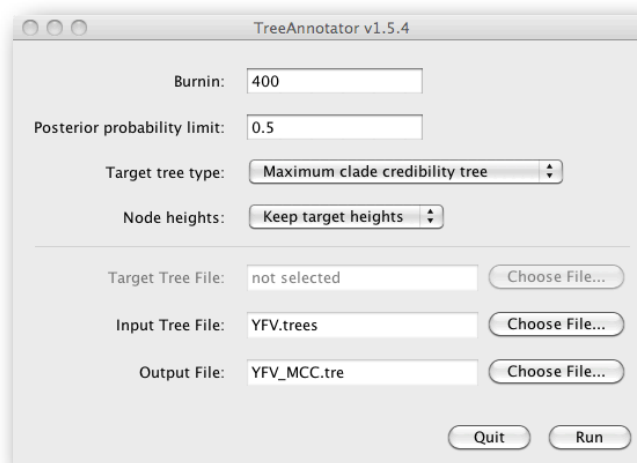 TreeAnnotator v1.5.4
Burnin: 400
Posterior probability limit: 0.5
Target tree type: Maximum clade credibility tree
Node heights: Keep target heights
Target Tree File: not selected Choose File...
Input Tree File: YFV.trees Choose File...
Output File: YFV_MCC.tre Choose File...
Quit Run